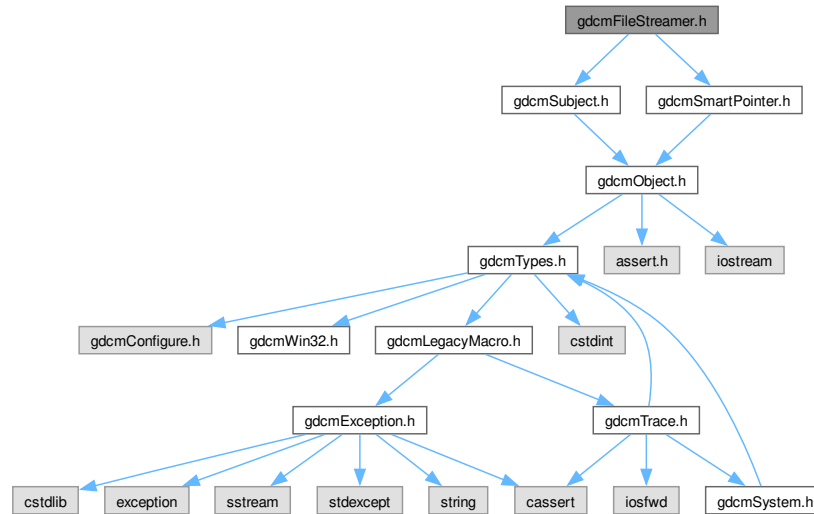 gdcmFileStreamer.h
gdcmSubject.h
gdcmSmartPointer.h
gdcmObject.h
gdcmTypes.h
assert.h
iostream
gdcmConfigure.h
gdcmWin32.h
gdcmLegacyMacro.h
cstdint
gdcmException.h
gdcmTrace.h
cstdlib
exception
sstream
stdexcept
string
cassert
iosfwd
gdcmSystem.h